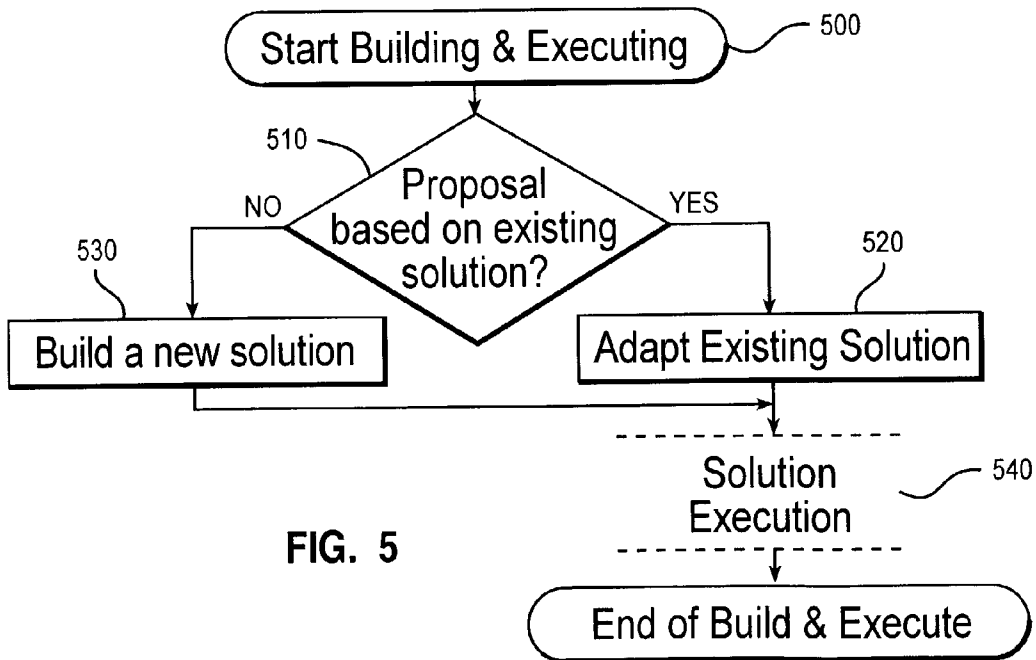 Start Building & Executing
500
510
Proposal
based on existing
solution?
NO
YES
530
520
Build a new solution
Adapt Existing Solution
Solution
Execution
540
FIG. 5
End of Build & Execute